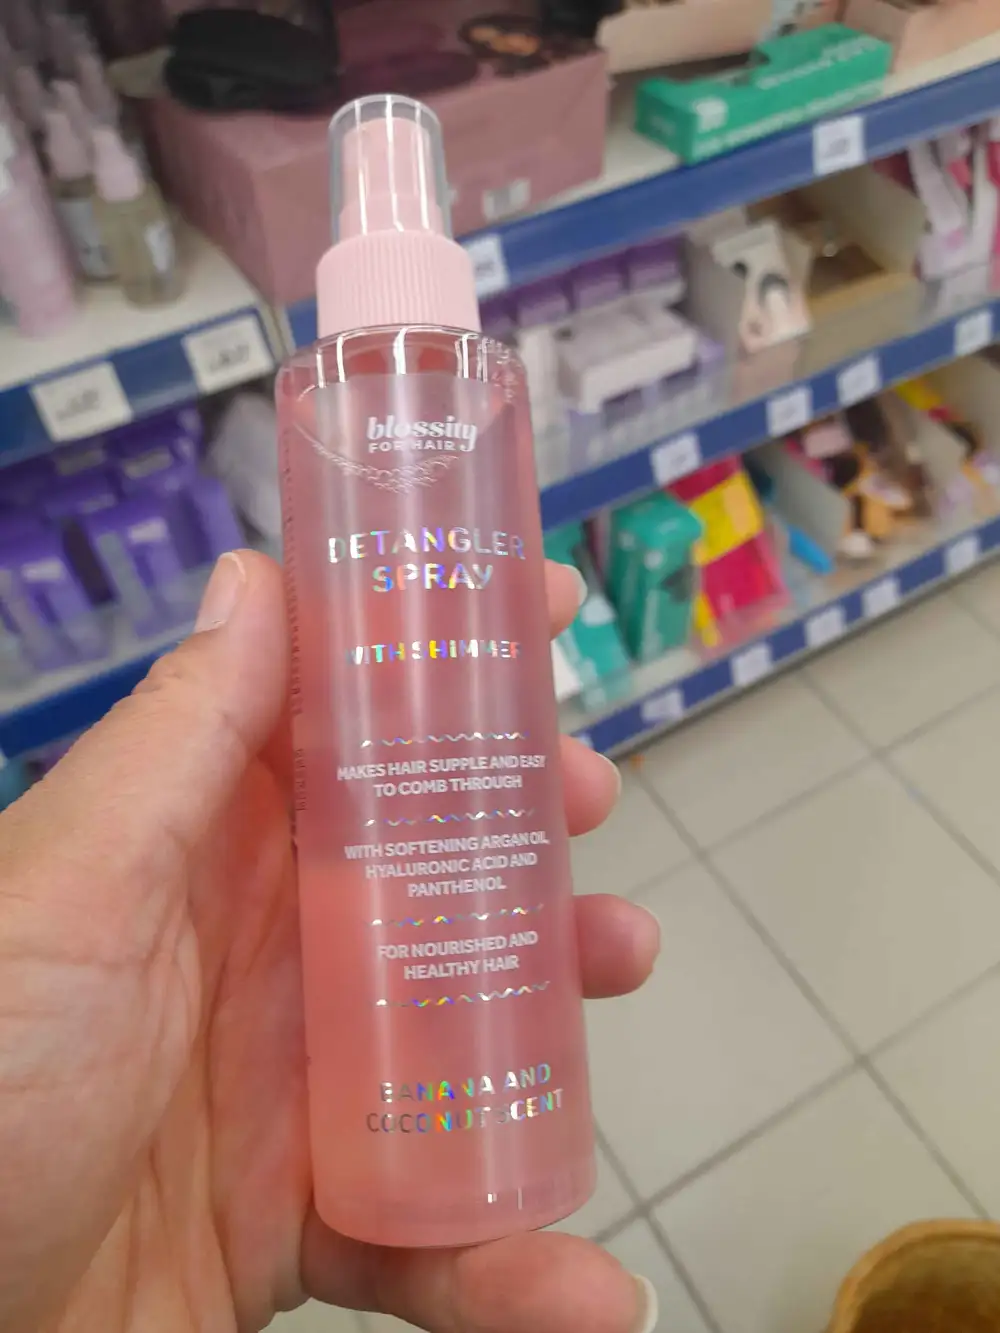 blossity
FOR HAIR
DETANGLER
SPRAY
WITH SHIMMER
MAKES HAIR SUPPLE AND EASY
TO COMB THROUGH
WITH SOFTENING ARGAN OIL
HYALURONIC ACID AND
PANTHENOL
FOR NOURISHED AND
HEALTHY HAIR
BANANA AND
COCONUT SCENT